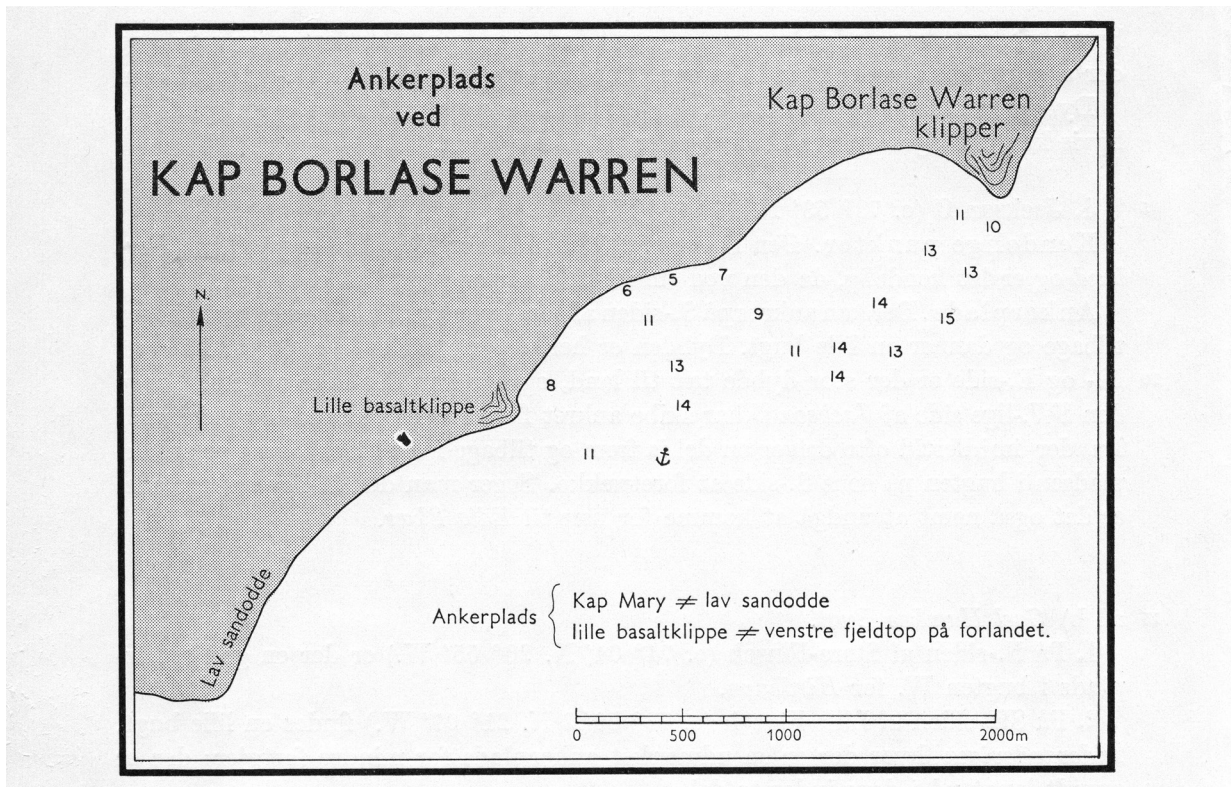 Ankerplads
ved
KAP BORLASE WARREN
Kap Borlase Warren
klipper
11
10
13
13
5
7
6
14
9
15
11
11
14
13
13
14
8
14
11
N.
Lille basaltklippe
Lav sandodde
Ankerplads { Kap Mary ≠ lav sandodde
lille basaltklippe ≠ venstre fjeldtop på forlandet.
0 500 1000 2000m